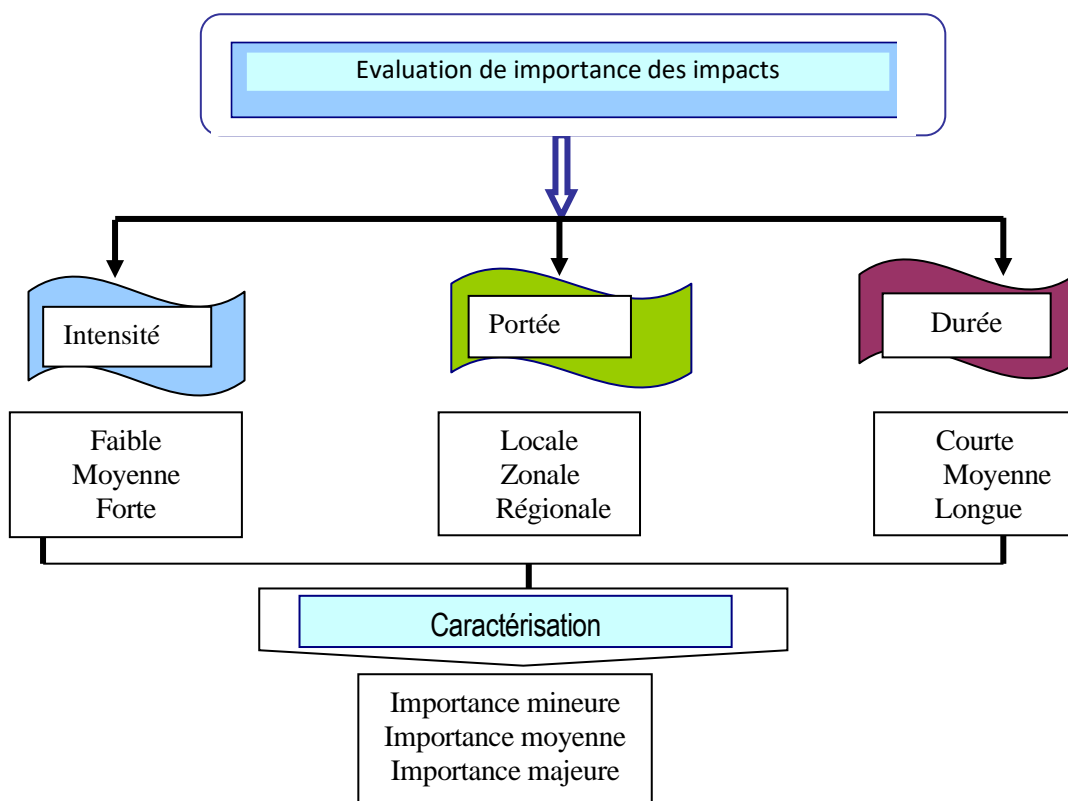 Evaluation de importance des impacts
Intensité
Portée
Durée
Faible
Moyenne
Forte
Locale
Zonale
Régionale
Courte
Moyenne
Longue
Caractérisation
Importance mineure
Importance moyenne
Importance majeure